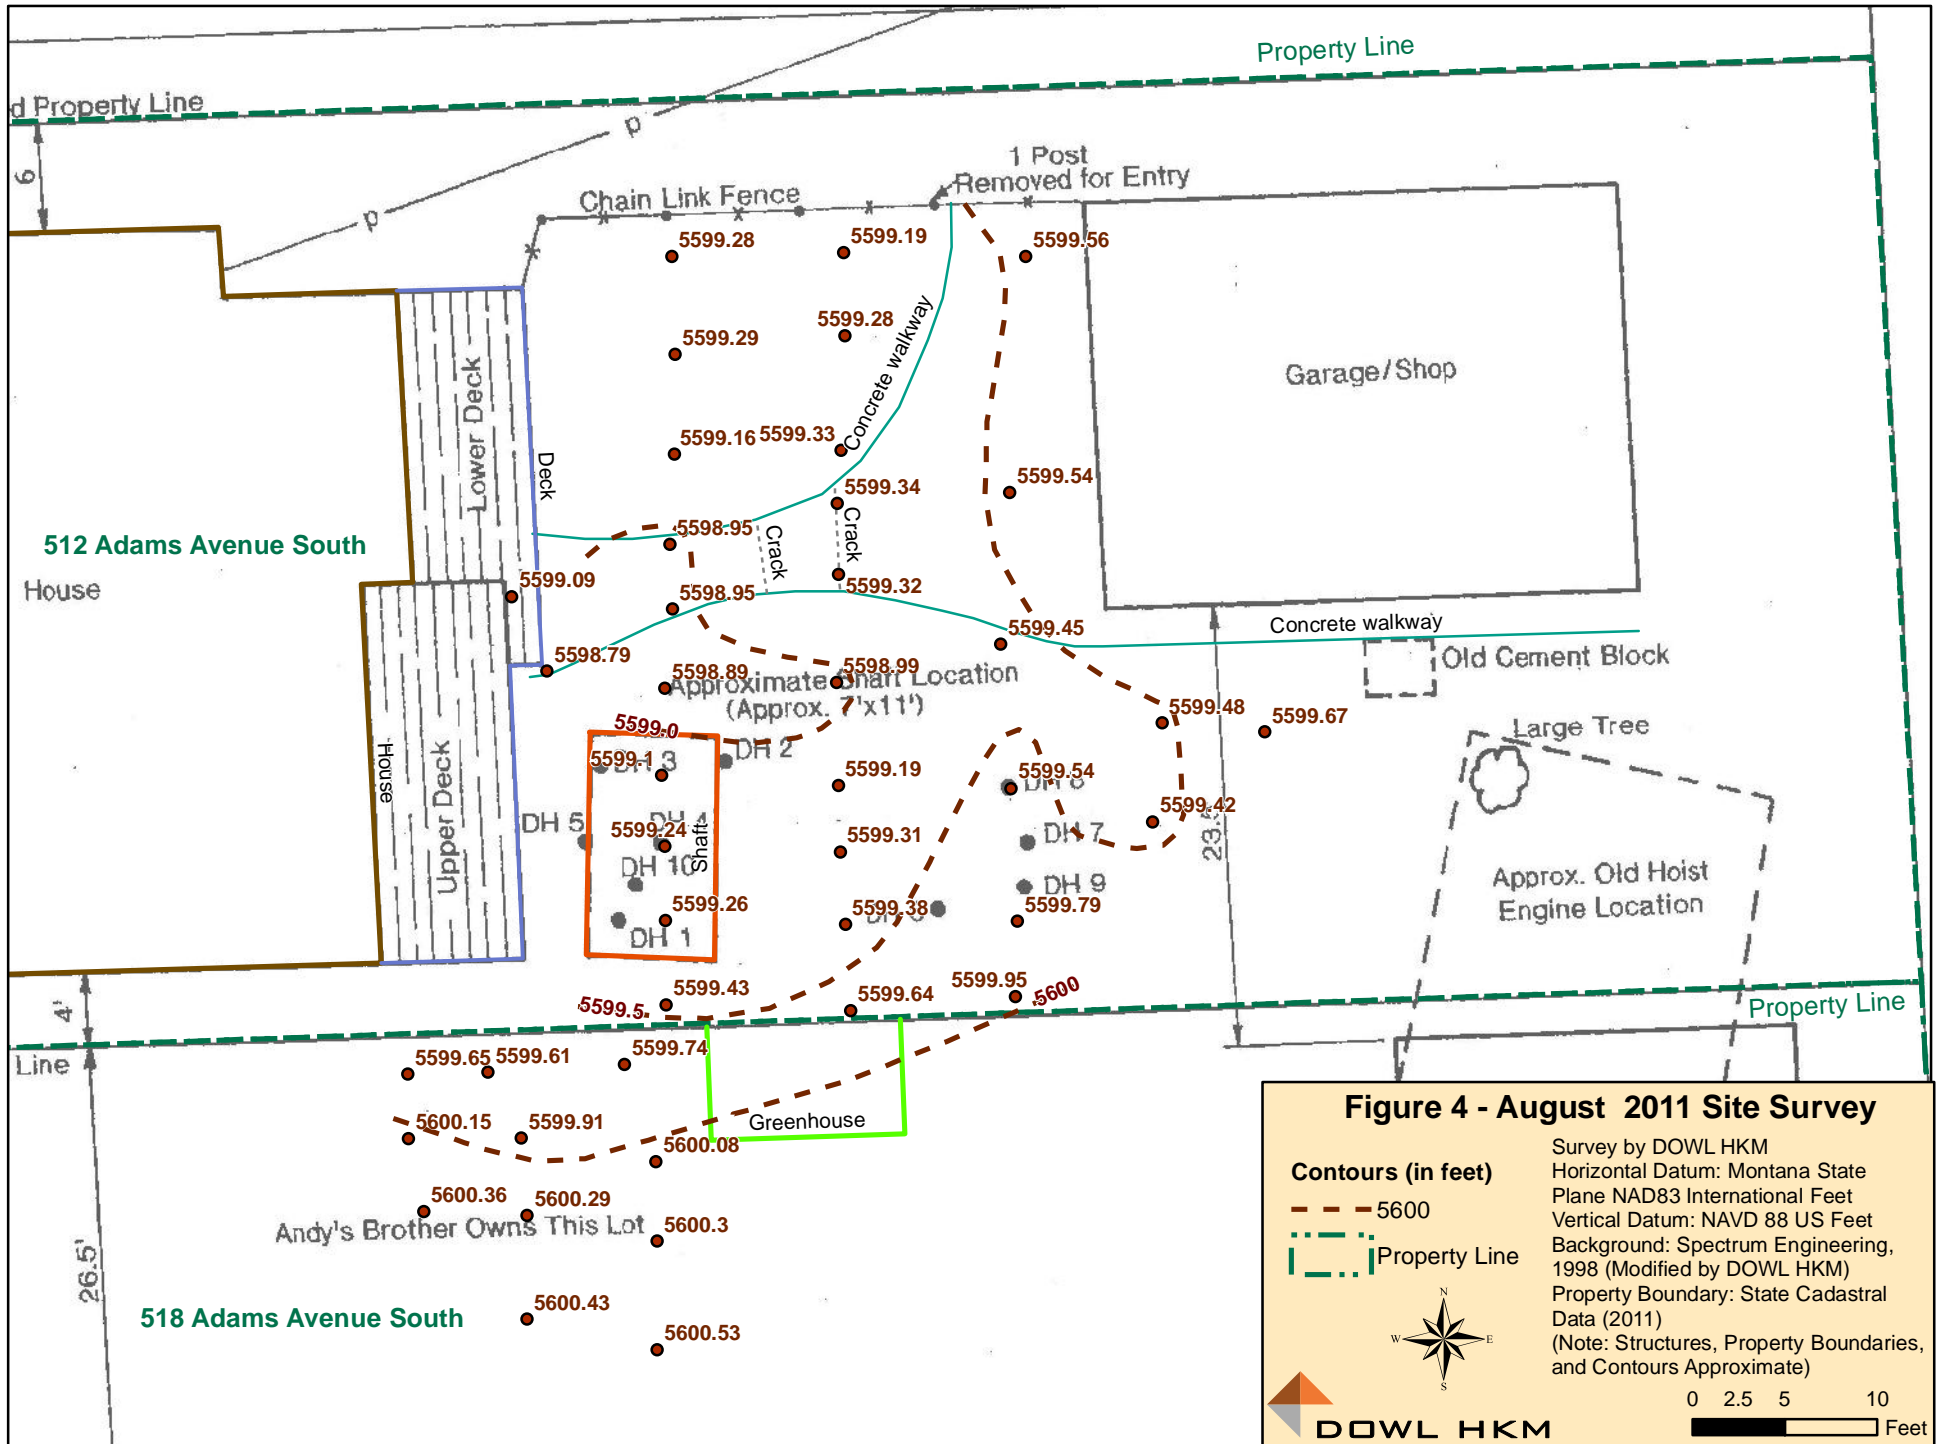 Property Line
d Property Line
6
p
p
1 Post
Removed for Entry
Chain Link Fence
5599.28
5599.19
5599.56
5599.29
5599.28
Concrete walkway
Garage/Shop
Lower Deck
Deck
5599.16
5599.33
5599.34
5599.54
Crack
Crack
5598.95
512 Adams Avenue South
House
5599.09
5598.95
5599.32
5599.45
Concrete walkway
Old Cement Block
5598.79
5598.89
5598.99
Approximate Shaft Location
(Approx. 7'x11')
5599.48
5599.67
Large Tree
5599.0
House
Upper Deck
5599.1
DH 3
DH 2
5599.19
5599.54
DH 5
DH 4
5599.24
Shaft
5599.31
DH 7
5599.42
DH 10
DH 9
Approx. Old Hoist
Engine Location
5599.26
5599.38
5599.79
DH 1
4'
5599.43
5599.5
5599.64
5599.95
5600
Property Line
Line
5599.65
5599.61
5599.74
5600.15
5599.91
Greenhouse
5600.08
5600.36
5600.29
Andy's Brother Owns This Lot
5600.3
26.5'
518 Adams Avenue South
5600.43
5600.53
Figure 4 - August 2011 Site Survey
Contours (in feet)
5600
Property Line
Survey by DOWL HKM
Horizontal Datum: Montana State
Plane NAD83 International Feet
Vertical Datum: NAVD 88 US Feet
Background: Spectrum Engineering,
1998 (Modified by DOWL HKM)
Property Boundary: State Cadastral
Data (2011)
(Note: Structures, Property Boundaries,
and Contours Approximate)
N
W
E
S
DOWL HKM
0 2.5 5 10
Feet